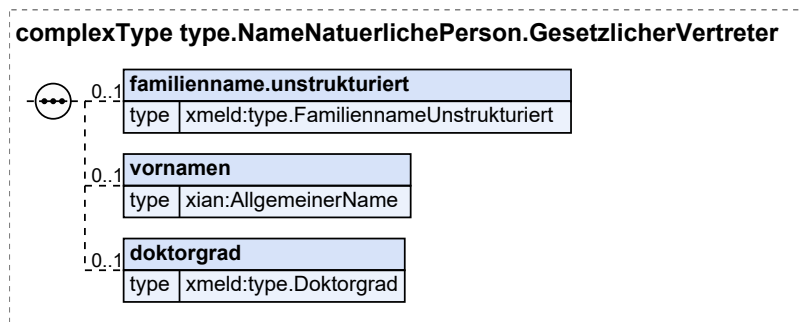 complexType type.NameNatuerlichePerson.GesetzlicherVertreter
0..1 familienname.unstrukturiert
type xmeld:type.FamiliennameUnstrukturiert
0..1 vornamen
type xian:AllgemeinerName
0..1 doktorgrad
type xmeld:type.Doktorgrad